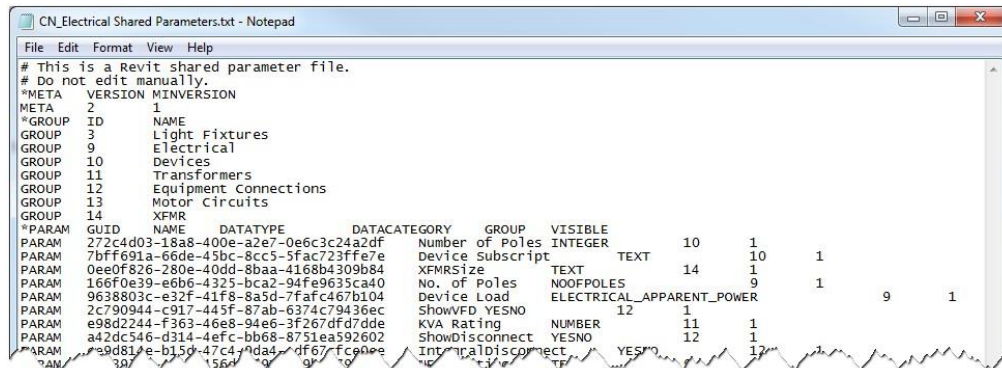 CN_Electrical Shared Parameters.txt - Notepad
File Edit Format View Help
# This is a Revit shared parameter file.
# Do not edit manually.
*META VERSION MINVERSION
META 2 1
*GROUP ID NAME
GROUP 3 Light Fixtures
GROUP 9 Electrical
GROUP 10 Devices
GROUP 11 Transformers
GROUP 12 Equipment Connections
GROUP 13 Motor Circuits
GROUP 14 XFMR
*PARAM GUID NAME DATATYPE DATACATEGORY GROUP VISIBLE
PARAM 272c4d03-18a8-400e-a2e7-0e6c3c24a2df Number of Poles INTEGER 10 1
PARAM 7bff691a-66de-45bc-8cc5-5fac723ffe7e Device Subscript TEXT 10 1
PARAM 0ee0f826-280e-40dd-8baa-4168b4309b84 XFMRSize TEXT 14 1
PARAM 166f0e39-e6b6-4325-bca2-94fe9635ca40 No. of Poles NOOFPOLES 9 1
PARAM 9638803c-e32f-41f8-8a5d-7fafc467b104 Device Load ELECTRICAL_APPARENT_POWER 9 1
PARAM 2c790944-c917-445f-87ab-6374c79436ec ShowVFD YESNO 12 1
PARAM e98d2244-f363-46e8-94e6-3f267dfd7dde KVA Rating NUMBER 11 1
PARAM a42dc546-d314-4efc-bb68-8751ea592602 ShowDisconnect YESNO 12 1
PARAM IntegralDisconnect YESNO 12 1